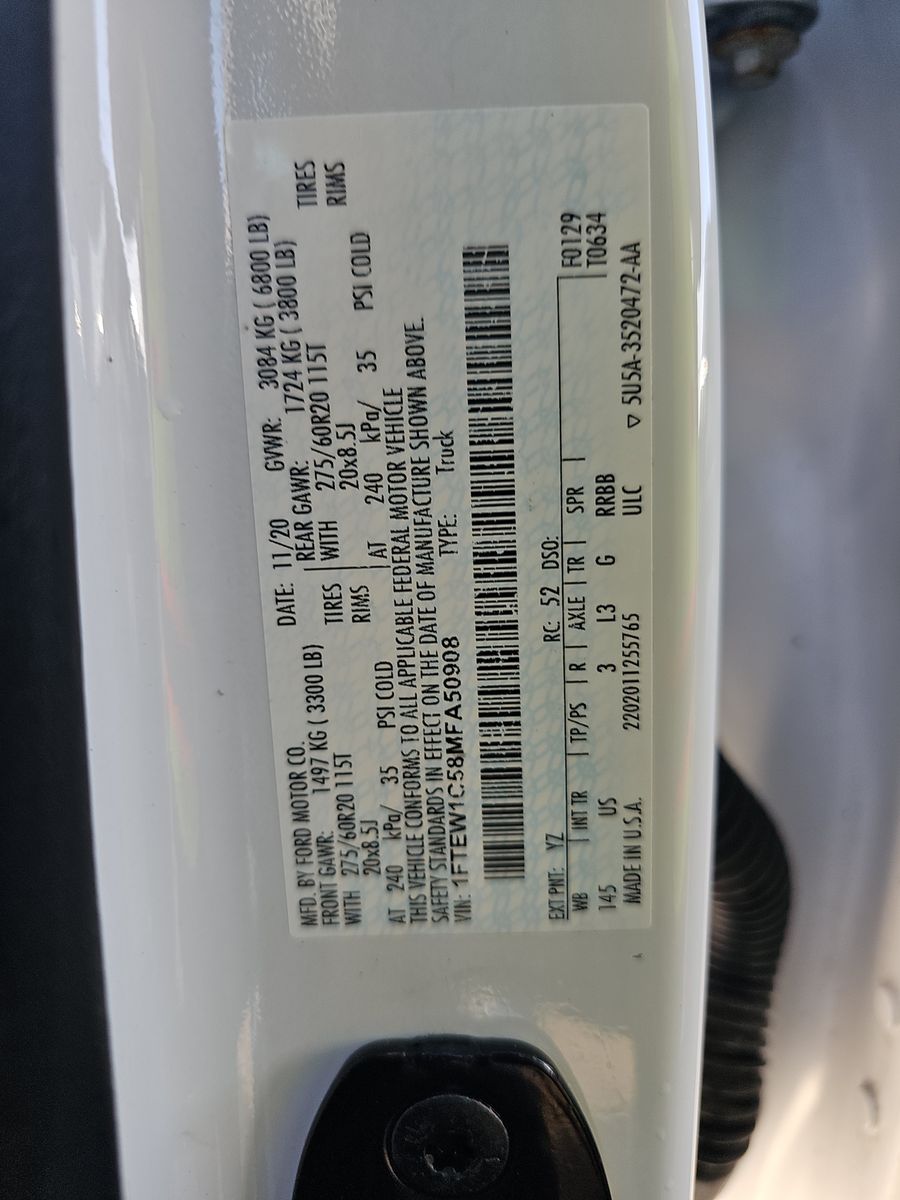 MFD. BY FORD MOTOR CO.
DATE: 11/20 GVWR: 3084 KG ( 6800 LB)
FRONT GAWR: 1497 KG ( 3300 LB) REAR GAWR: 1724 KG ( 3800 LB)
WITH 275/60R20 115T TIRES WITH 275/60R20 115T TIRES
20x8.5J RIMS 20x8.5J RIMS
AT 240 kPa/ 35 PSI COLD AT 240 kPa/ 35 PSI COLD
THIS VEHICLE CONFORMS TO ALL APPLICABLE FEDERAL MOTOR VEHICLE
SAFETY STANDARDS IN EFFECT ON THE DATE OF MANUFACTURE SHOWN ABOVE.
VIN: 1FTEW1C58MFA50908 TYPE: Truck
EXT PNT: YZ RC: 52 DSO: F0129
WB INT TR TP/PS R AXLE TR SPR T0634
145 US 3 L3 G RRBB
MADE IN U.S.A. 2202011255765 ULC ▽ 5U5A-3520472-AA